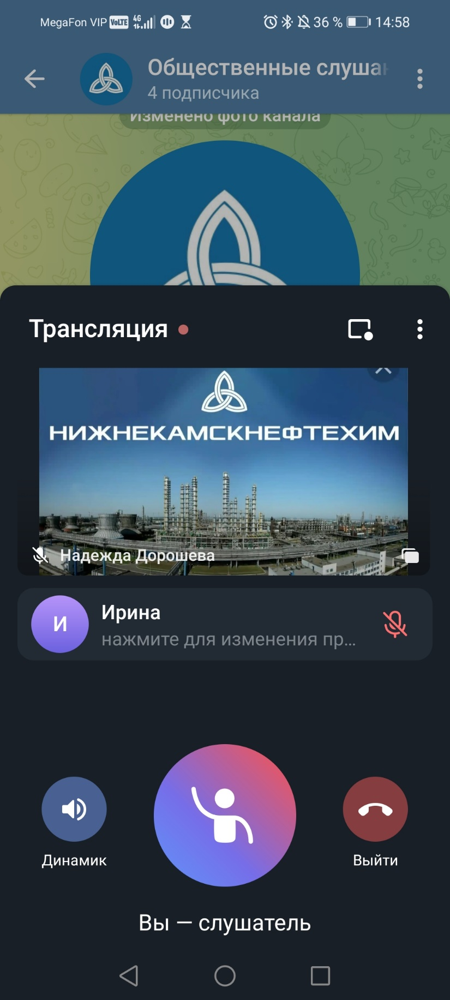 MegaFon VIP VoLTE 4G 36 % 14:58
Общественные слуша
4 подписчика
Изменено фото канала
Трансляция
НИЖНЕКАМСКНЕФТЕХИМ
Надежда Дорошева
И
Ирина
нажмите для изменения пр...
Динамик
Выйти
Вы — слушатель